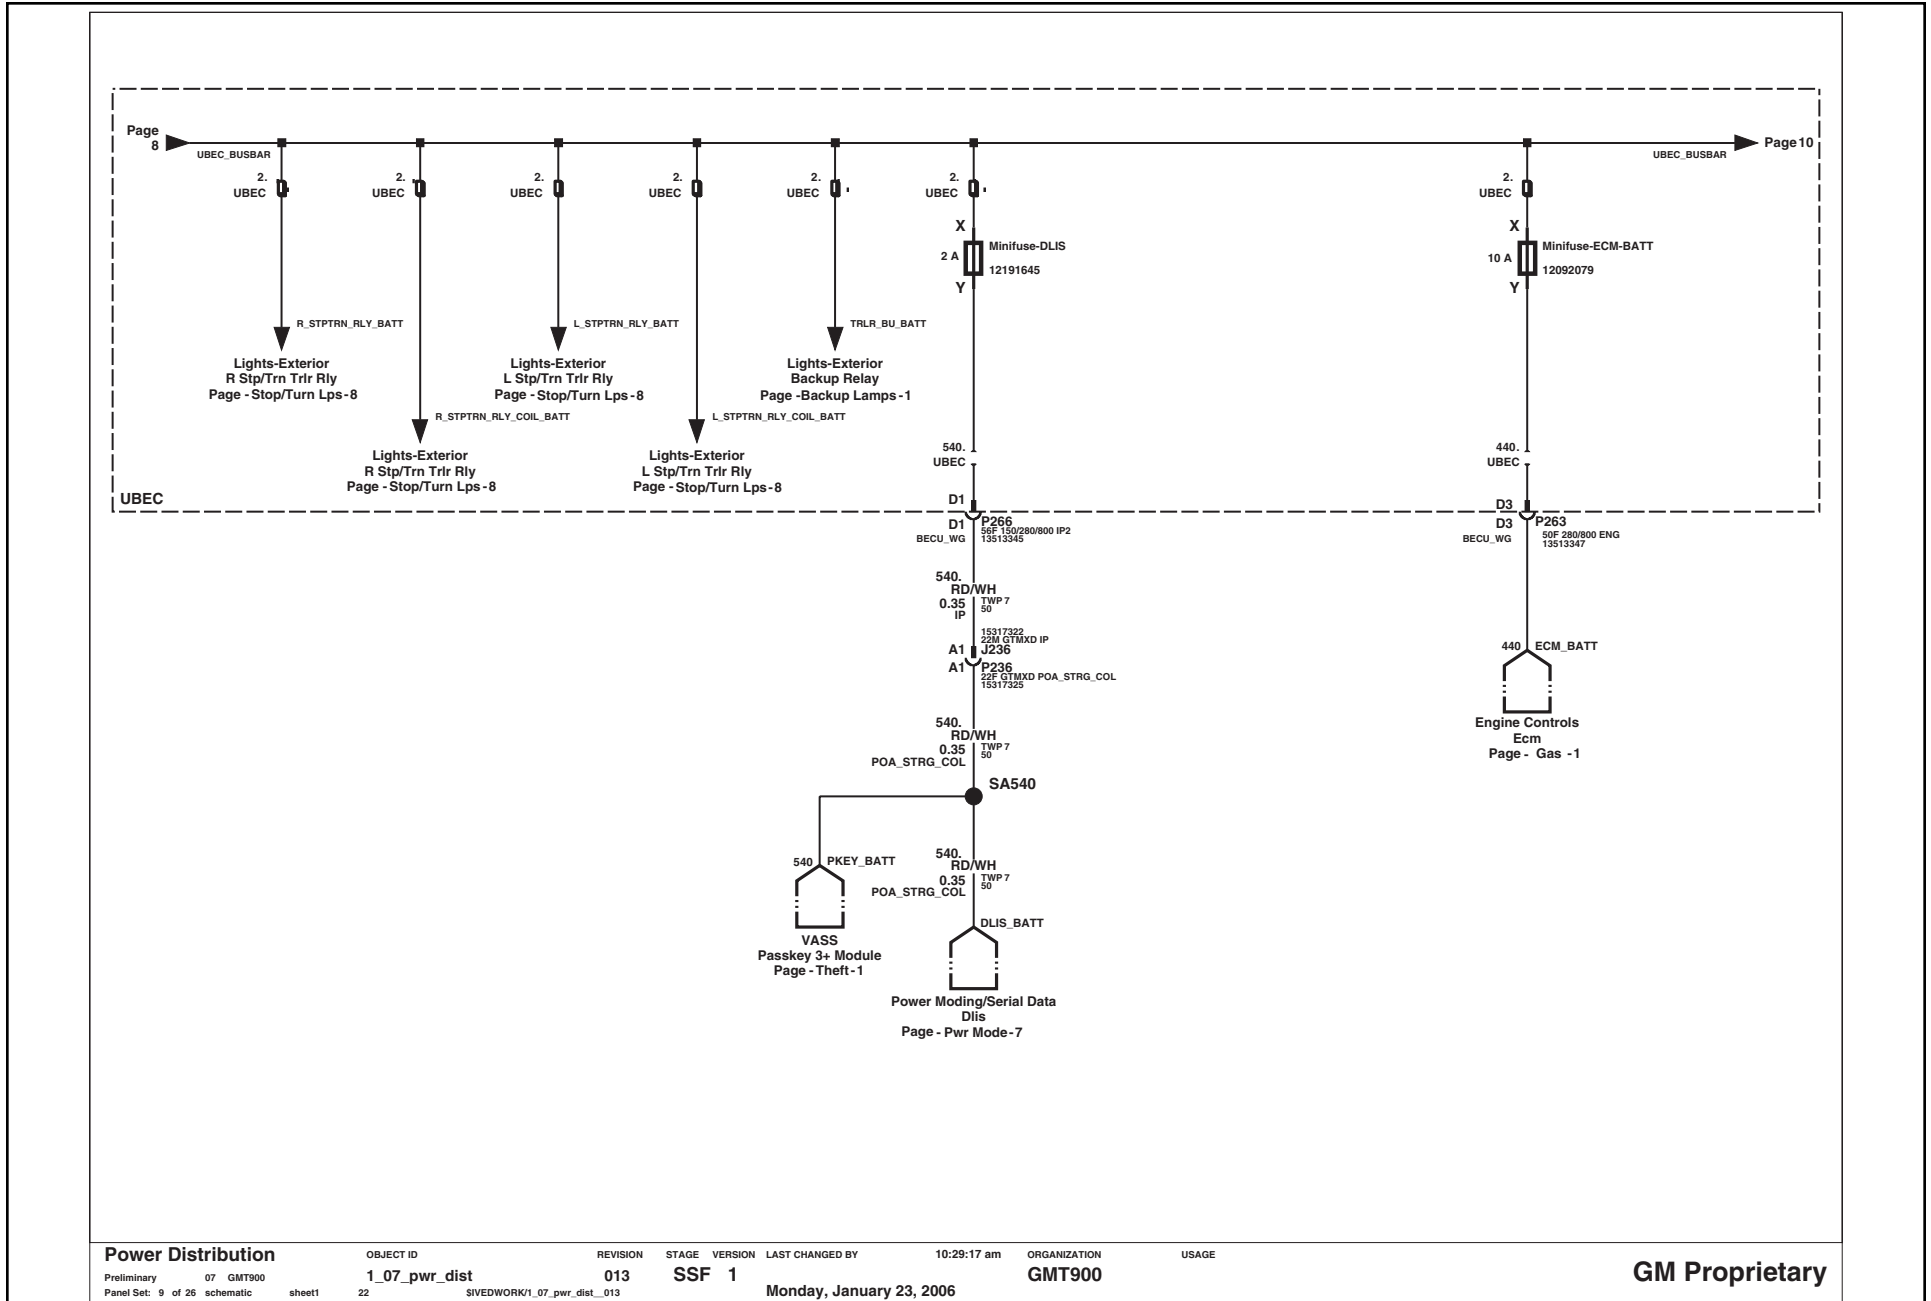 Page
8
UBEC_BUSBAR
UBEC_BUSBAR
Page 10
2.
UBEC
2.
UBEC
2.
UBEC
2.
UBEC
2.
UBEC
2.
UBEC
2.
UBEC
X
2 A
Minifuse-DLIS
12191645
Y
X
10 A
Minifuse-ECM-BATT
12092079
Y
R_STPTRN_RLY_BATT
Lights-Exterior
R Stp/Trn Trlr Rly
Page - Stop/Turn Lps-8
L_STPTRN_RLY_BATT
Lights-Exterior
L Stp/Trn Trlr Rly
Page - Stop/Turn Lps-8
TRLR_BU_BATT
Lights-Exterior
Backup Relay
Page -Backup Lamps-1
R_STPTRN_RLY_COIL_BATT
Lights-Exterior
R Stp/Trn Trlr Rly
Page - Stop/Turn Lps-8
L_STPTRN_RLY_COIL_BATT
Lights-Exterior
L Stp/Trn Trlr Rly
Page - Stop/Turn Lps-8
540.
UBEC
440.
UBEC
UBEC
D1
D1
BECU_WG
P266
56F 150/280/800 IP2
13513345
D3
D3
BECU_WG
P263
50F 280/800 ENG
13513347
540.
RD/WH
0.35
IP
TWP 7
50
15317322
22M GTMXD IP
A1 J236
A1 P236
22F GTMXD POA_STRG_COL
15317325
440 ECM_BATT
Engine Controls
Ecm
Page - Gas -1
540.
RD/WH
0.35
POA_STRG_COL
TWP 7
50
SA540
540 PKEY_BATT
VASS
Passkey 3+ Module
Page - Theft-1
540.
RD/WH
0.35
POA_STRG_COL
TWP 7
50
DLIS_BATT
Power Moding/Serial Data
Dlis
Page - Pwr Mode-7
Power Distribution
Preliminary 07 GMT900
Panel Set: 9 of 26 schematic sheet1 22 $IVEDWORK/1_07_pwr_dist__013
OBJECT ID
1_07_pwr_dist
REVISION
013
STAGE
SSF
VERSION
1
LAST CHANGED BY 10:29:17 am
Monday, January 23, 2006
ORGANIZATION
GMT900
USAGE
GM Proprietary